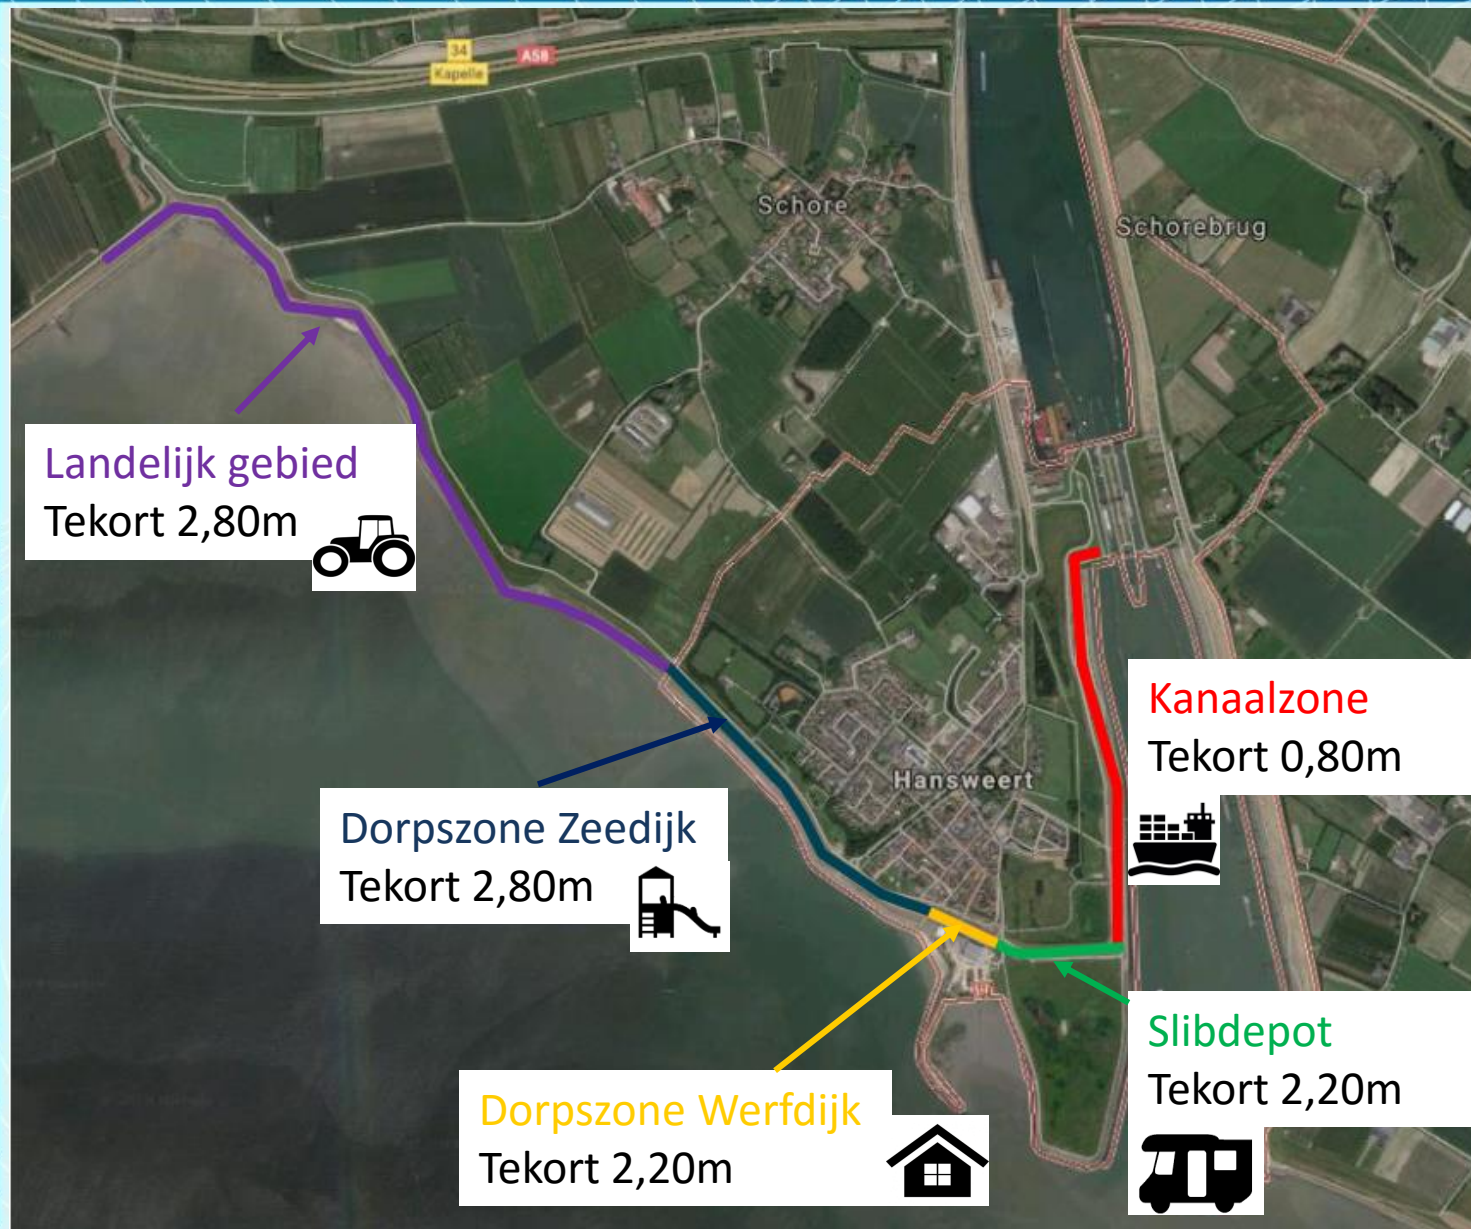 34
Kapelle
A58
Schore
Schorebrug
Landelijk gebied
Tekort 2,80m
Kanaalzone
Tekort 0,80m
Hansweert
Dorpszone Zeedijk
Tekort 2,80m
Slibdepot
Tekort 2,20m
Dorpszone Werfdijk
Tekort 2,20m